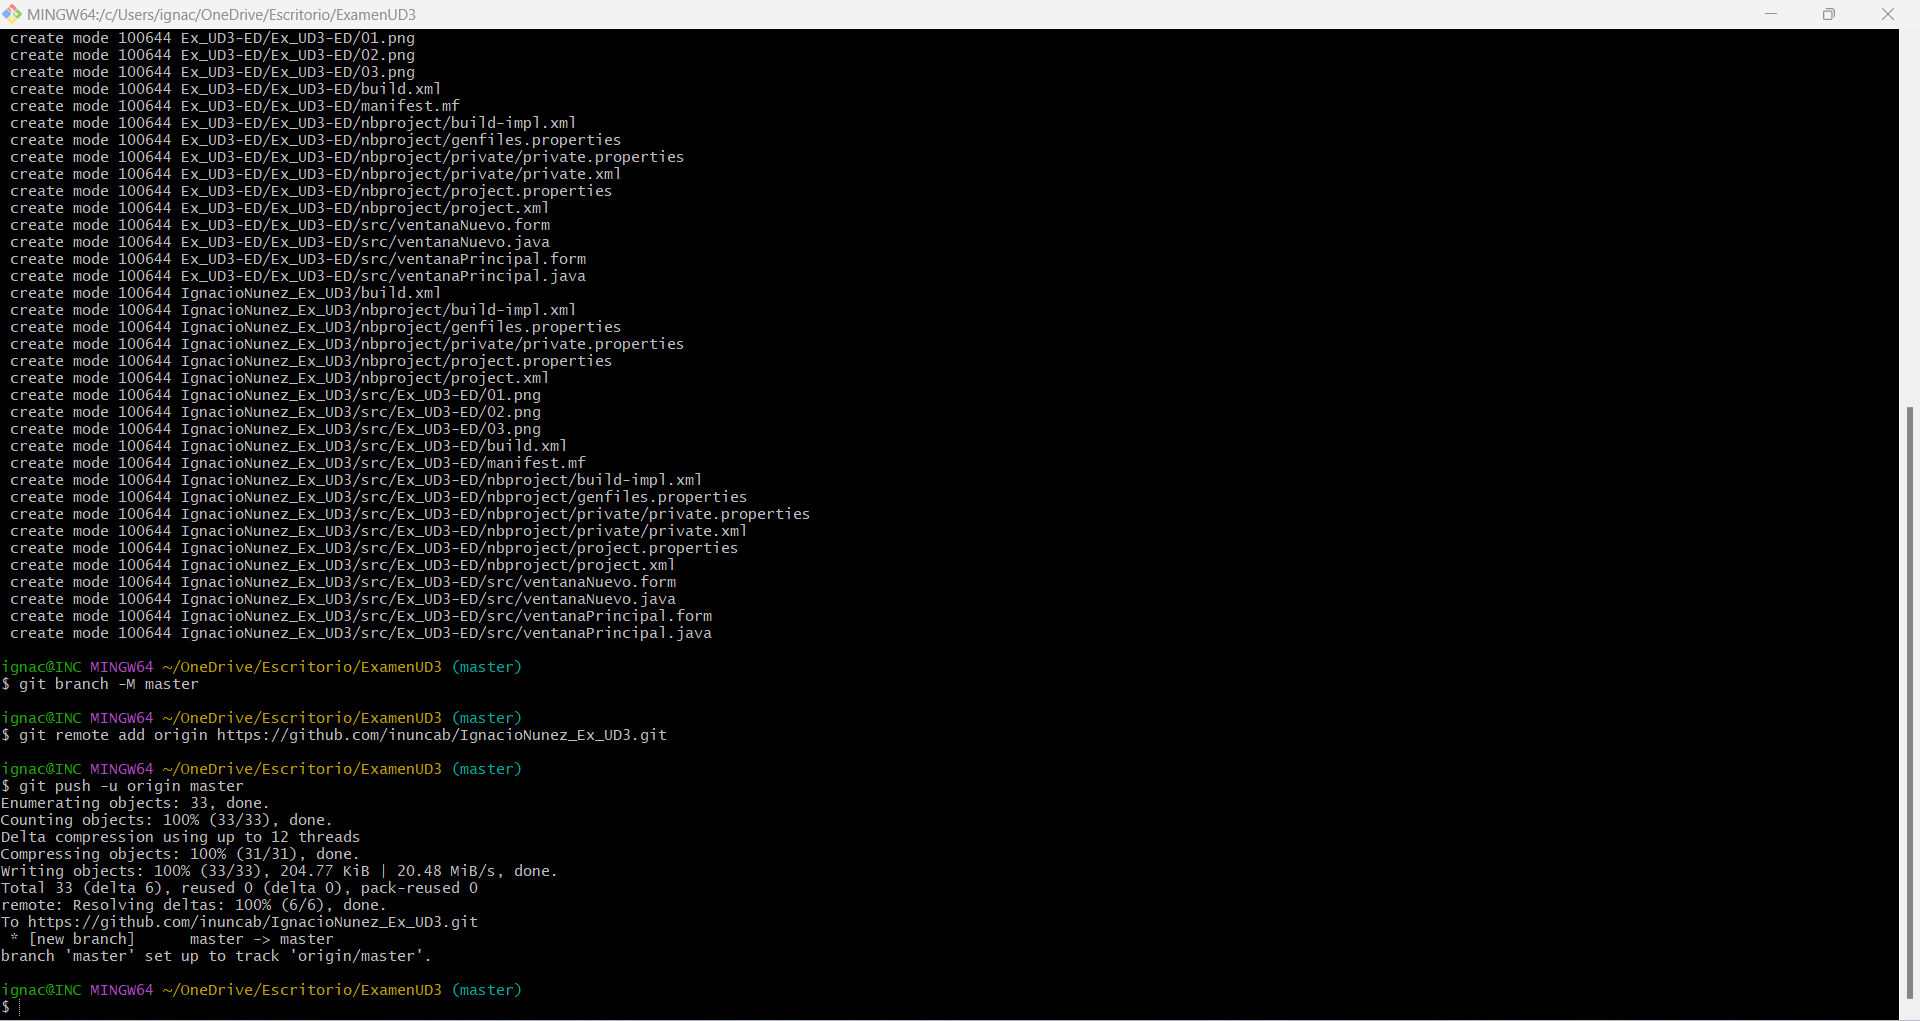 MINGW64:/c/Users/ignac/OneDrive/Escritorio/ExamenUD3
create mode 100644 Ex_UD3-ED/Ex_UD3-ED/01.png
create mode 100644 Ex_UD3-ED/Ex_UD3-ED/02.png
create mode 100644 Ex_UD3-ED/Ex_UD3-ED/03.png
create mode 100644 Ex_UD3-ED/Ex_UD3-ED/build.xml
create mode 100644 Ex_UD3-ED/Ex_UD3-ED/manifest.mf
create mode 100644 Ex_UD3-ED/Ex_UD3-ED/nbproject/build-impl.xml
create mode 100644 Ex_UD3-ED/Ex_UD3-ED/nbproject/genfiles.properties
create mode 100644 Ex_UD3-ED/Ex_UD3-ED/nbproject/private/private.properties
create mode 100644 Ex_UD3-ED/Ex_UD3-ED/nbproject/private/private.xml
create mode 100644 Ex_UD3-ED/Ex_UD3-ED/nbproject/project.properties
create mode 100644 Ex_UD3-ED/Ex_UD3-ED/nbproject/project.xml
create mode 100644 Ex_UD3-ED/Ex_UD3-ED/src/ventanaNuevo.form
create mode 100644 Ex_UD3-ED/Ex_UD3-ED/src/ventanaNuevo.java
create mode 100644 Ex_UD3-ED/Ex_UD3-ED/src/ventanaPrincipal.form
create mode 100644 Ex_UD3-ED/Ex_UD3-ED/src/ventanaPrincipal.java
create mode 100644 IgnacioNunez_Ex_UD3/build.xml
create mode 100644 IgnacioNunez_Ex_UD3/nbproject/build-impl.xml
create mode 100644 IgnacioNunez_Ex_UD3/nbproject/genfiles.properties
create mode 100644 IgnacioNunez_Ex_UD3/nbproject/private/private.properties
create mode 100644 IgnacioNunez_Ex_UD3/nbproject/project.properties
create mode 100644 IgnacioNunez_Ex_UD3/nbproject/project.xml
create mode 100644 IgnacioNunez_Ex_UD3/src/Ex_UD3-ED/01.png
create mode 100644 IgnacioNunez_Ex_UD3/src/Ex_UD3-ED/02.png
create mode 100644 IgnacioNunez_Ex_UD3/src/Ex_UD3-ED/03.png
create mode 100644 IgnacioNunez_Ex_UD3/src/Ex_UD3-ED/build.xml
create mode 100644 IgnacioNunez_Ex_UD3/src/Ex_UD3-ED/manifest.mf
create mode 100644 IgnacioNunez_Ex_UD3/src/Ex_UD3-ED/nbproject/build-impl.xml
create mode 100644 IgnacioNunez_Ex_UD3/src/Ex_UD3-ED/nbproject/genfiles.properties
create mode 100644 IgnacioNunez_Ex_UD3/src/Ex_UD3-ED/nbproject/private/private.properties
create mode 100644 IgnacioNunez_Ex_UD3/src/Ex_UD3-ED/nbproject/private/private.xml
create mode 100644 IgnacioNunez_Ex_UD3/src/Ex_UD3-ED/nbproject/project.properties
create mode 100644 IgnacioNunez_Ex_UD3/src/Ex_UD3-ED/nbproject/project.xml
create mode 100644 IgnacioNunez_Ex_UD3/src/Ex_UD3-ED/src/ventanaNuevo.form
create mode 100644 IgnacioNunez_Ex_UD3/src/Ex_UD3-ED/src/ventanaNuevo.java
create mode 100644 IgnacioNunez_Ex_UD3/src/Ex_UD3-ED/src/ventanaPrincipal.form
create mode 100644 IgnacioNunez_Ex_UD3/src/Ex_UD3-ED/src/ventanaPrincipal.java
ignac@INC MINGW64 ~/OneDrive/Escritorio/ExamenUD3 (master)
$ git branch -M master
ignac@INC MINGW64 ~/OneDrive/Escritorio/ExamenUD3 (master)
$ git remote add origin https://github.com/inuncab/IgnacioNunez_Ex_UD3.git
ignac@INC MINGW64 ~/OneDrive/Escritorio/ExamenUD3 (master)
$ git push -u origin master
Enumerating objects: 33, done.
Counting objects: 100% (33/33), done.
Delta compression using up to 12 threads
Compressing objects: 100% (31/31), done.
Writing objects: 100% (33/33), 204.77 KiB | 20.48 MiB/s, done.
Total 33 (delta 6), reused 0 (delta 0), pack-reused 0
remote: Resolving deltas: 100% (6/6), done.
To https://github.com/inuncab/IgnacioNunez_Ex_UD3.git
* [new branch]      master -> master
branch 'master' set up to track 'origin/master'.
ignac@INC MINGW64 ~/OneDrive/Escritorio/ExamenUD3 (master)
$